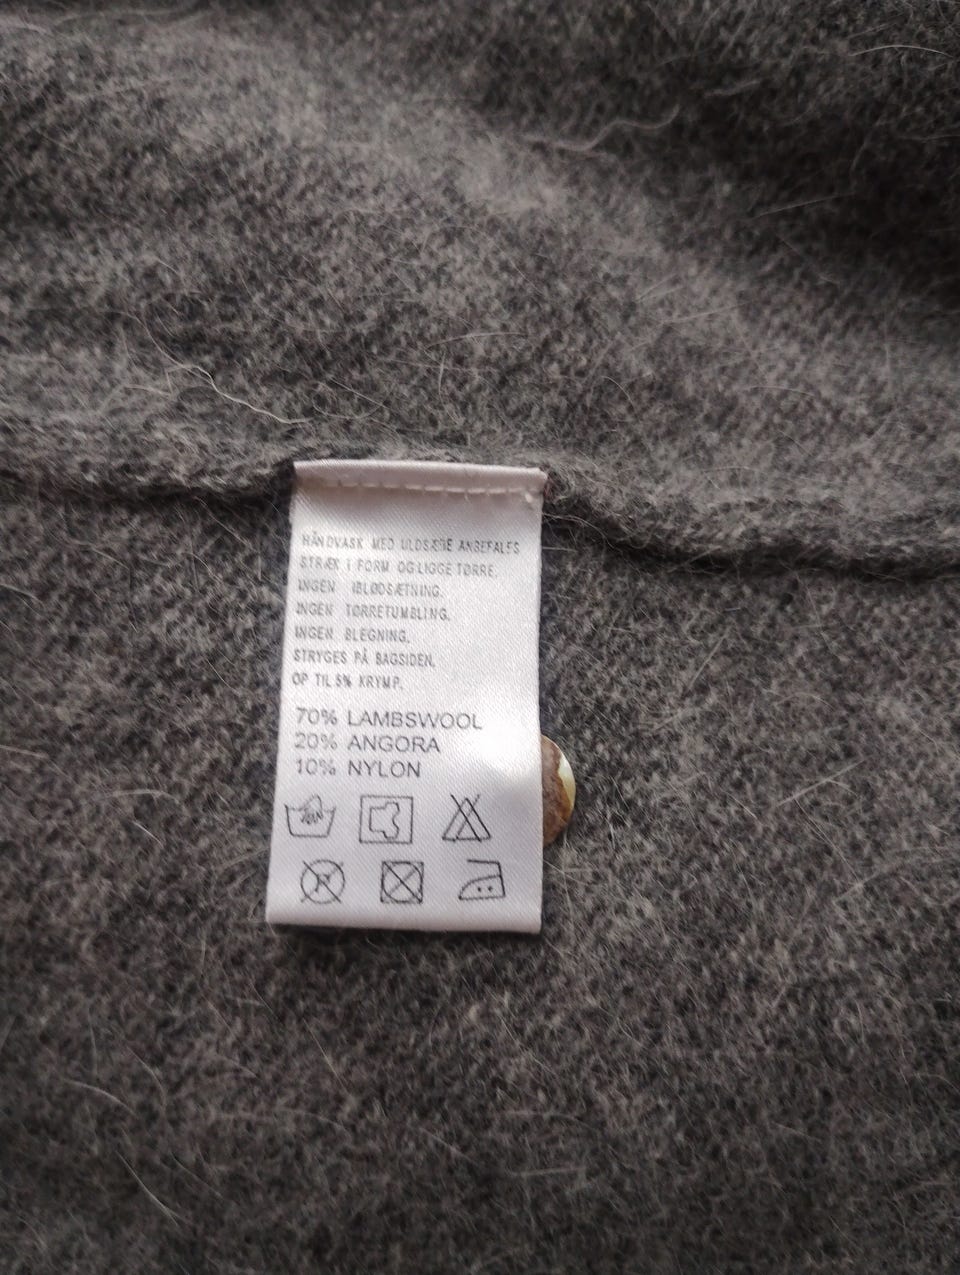 HÅNDVASK MED ULDSÆBE ANBEFALES
STRÆK I FORM OG LIGGE TØRRE.
INGEN IBLØDSÆTNING.
INGEN TØRRETUMBLING.
INGEN BLEGNING.
STRYGES PÅ BAGSIDEN.
OP TIL 5% KRYMP.
70% LAMBSWOOL
20% ANGORA
10% NYLON
P